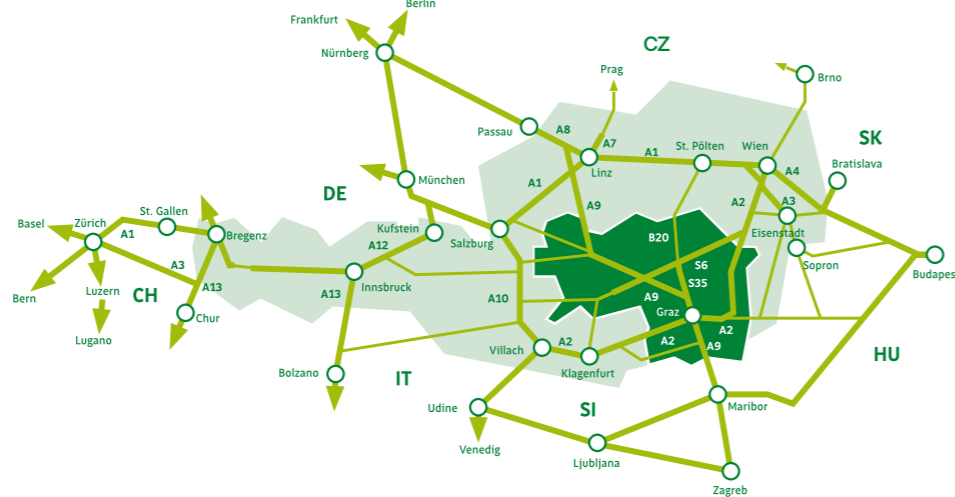 Berlin
Frankfurt
Nürnberg
CZ
Prag
Brno
Passau
A8
A7
St. Pölten
Wien
SK
Linz
A1
A4
Bratislava
München
A1
DE
A9
A2
A3
St. Gallen
Zürich
Basel
A1
Bregenz
Kufstein
Salzburg
Eisenstadt
B20
A12
Sopron
Budapes
A3
S6
A13
Innsbruck
S35
Luzern
CH
A13
A10
A9
Bern
Chur
Graz
Lugano
A2
A2
A2
A9
Villach
HU
Klagenfurt
Bolzano
IT
Udine
SI
Maribor
Venedig
Ljubljana
Zagreb